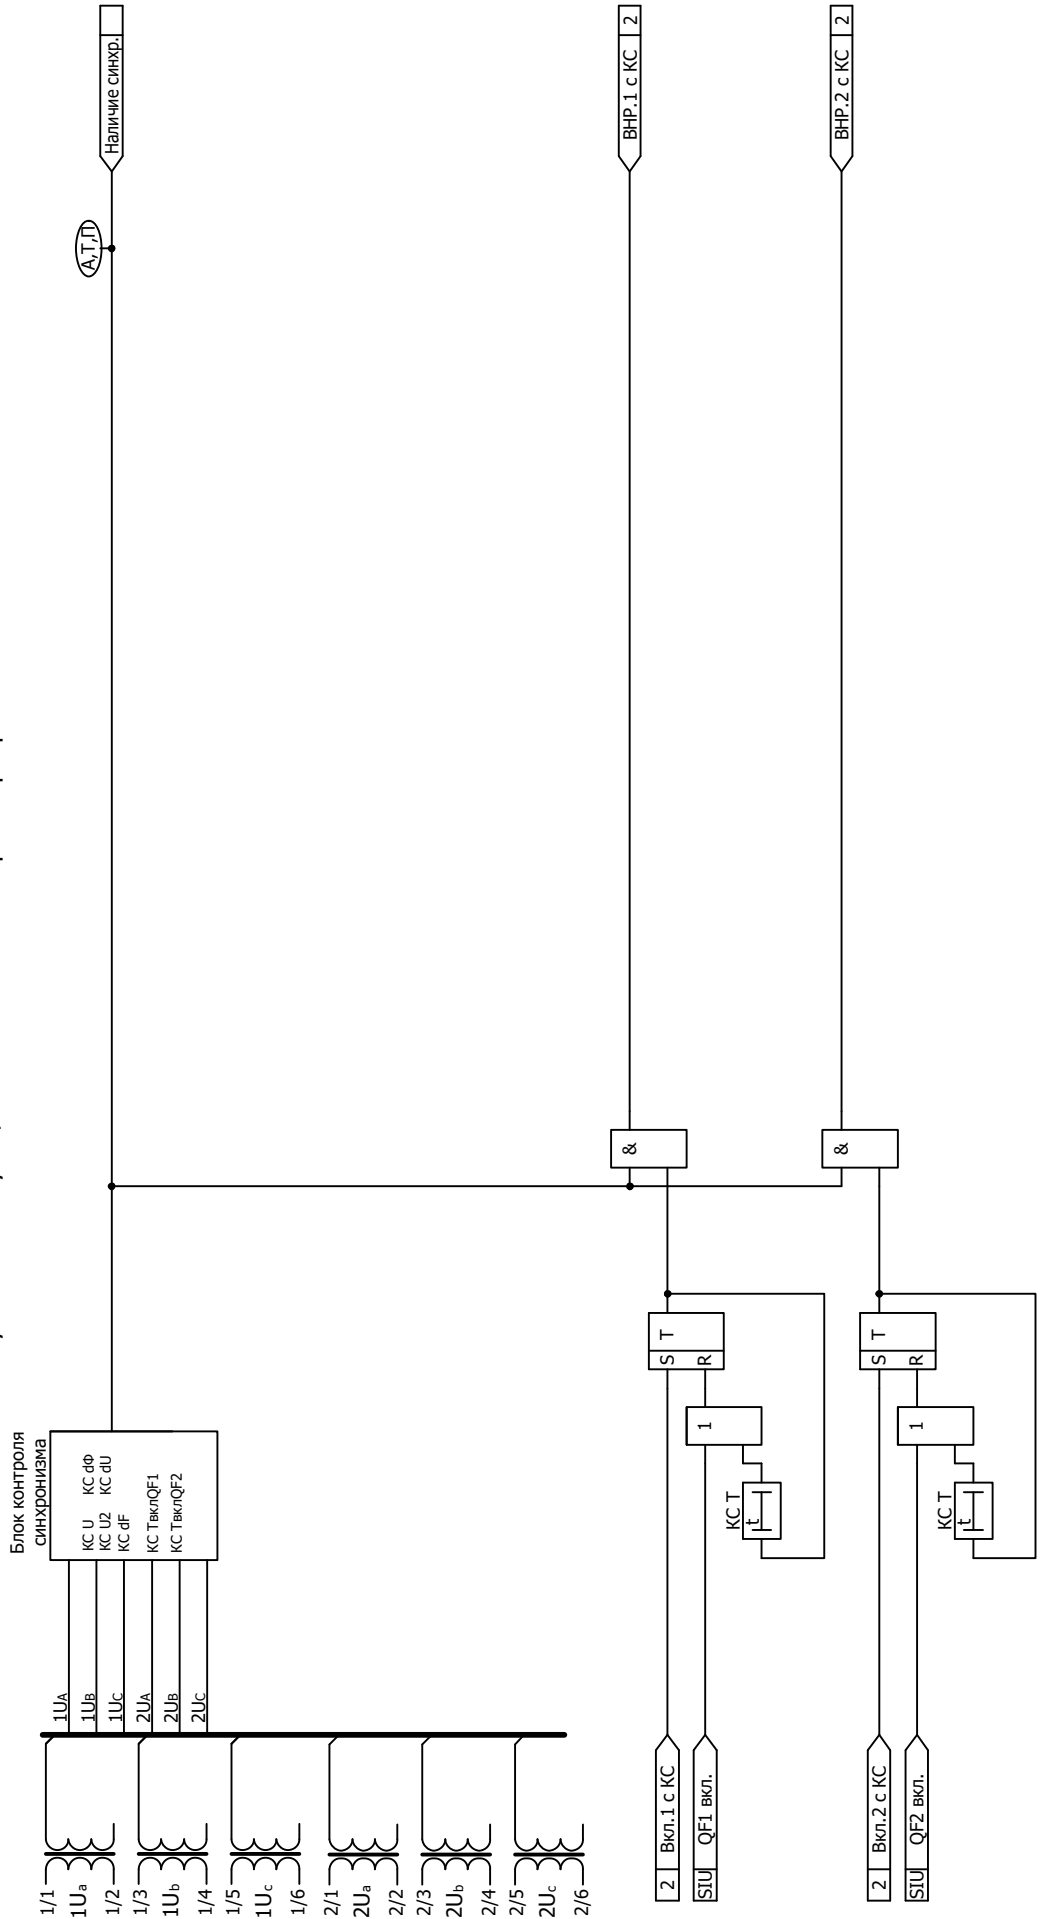 Блок контроля
синхронизма
КС U КС dФ
КС U2 КС dU
КС dF
КС TвклQF1
КС TвклQF2
1UA
1UB
1UC
2UA
2UB
2UC
1/1
1Ua
1/2
1/3
1Ub
1/4
1/5
1Uc
1/6
2/1
2Ua
2/2
2/3
2Ub
2/4
2/5
2Uc
2/6
А,Т,П
Наличие синхр.
2 Вкл.1 с КС
SIU QF1 вкл.
КС Т
t
1
S T
R
&
ВНР.1 с КС 2
2 Вкл.2 с КС
SIU QF2 вкл.
КС Т
t
1
S T
R
&
ВНР.2 с КС 2